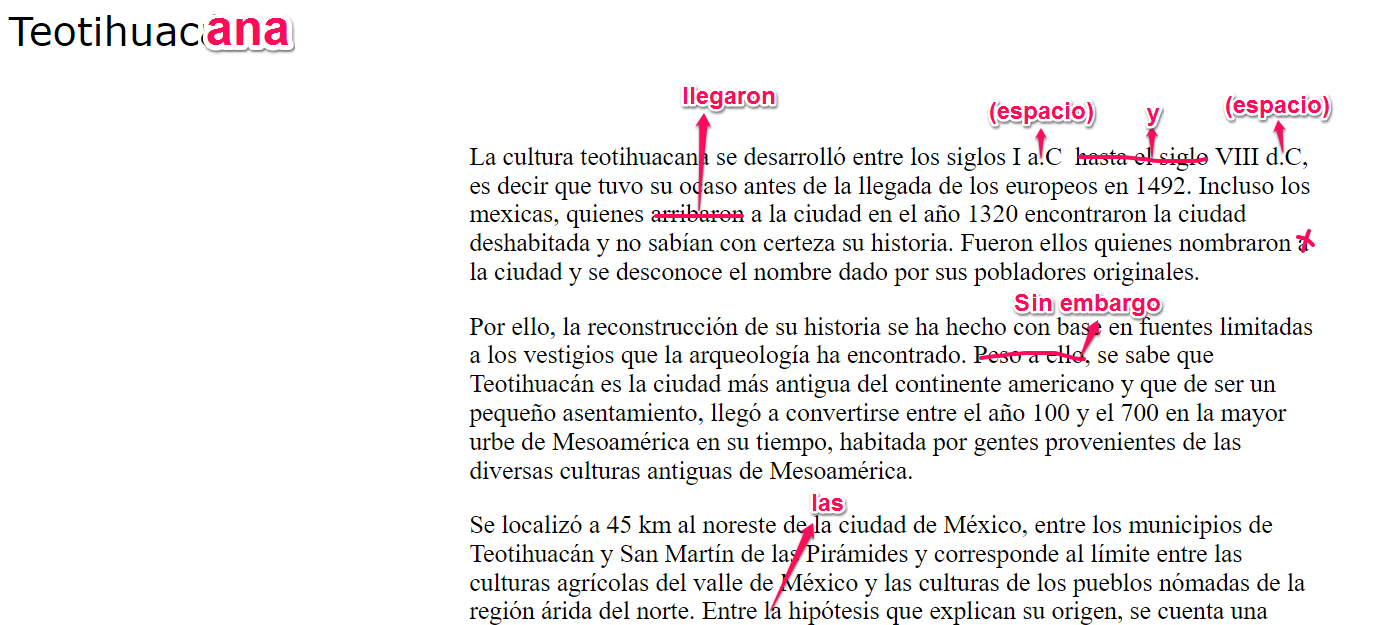 Teotihuacana
llegaron
(espacio)
y
(espacio)
La cultura teotihuacana se desarrolló entre los siglos I a.C hasta el siglo VIII d.C,
es decir que tuvo su ocaso antes de la llegada de los europeos en 1492. Incluso los
mexicas, quienes arribaron a la ciudad en el año 1320 encontraron la ciudad
deshabitada y no sabían con certeza su historia. Fueron ellos quienes nombraron a
la ciudad y se desconoce el nombre dado por sus pobladores originales.
Sin embargo
Por ello, la reconstrucción de su historia se ha hecho con base en fuentes limitadas
a los vestigios que la arqueología ha encontrado. Peso a ello, se sabe que
Teotihuacán es la ciudad más antigua del continente americano y que de ser un
pequeño asentamiento, llegó a convertirse entre el año 100 y el 700 en la mayor
urbe de Mesoamérica en su tiempo, habitada por gentes provenientes de las
diversas culturas antiguas de Mesoamérica.
las
Se localizó a 45 km al noreste de la ciudad de México, entre los municipios de
Teotihuacán y San Martín de las Pirámides y corresponde al límite entre las
culturas agrícolas del valle de México y las culturas de los pueblos nómadas de la
región árida del norte. Entre la hipótesis que explican su origen, se cuenta una